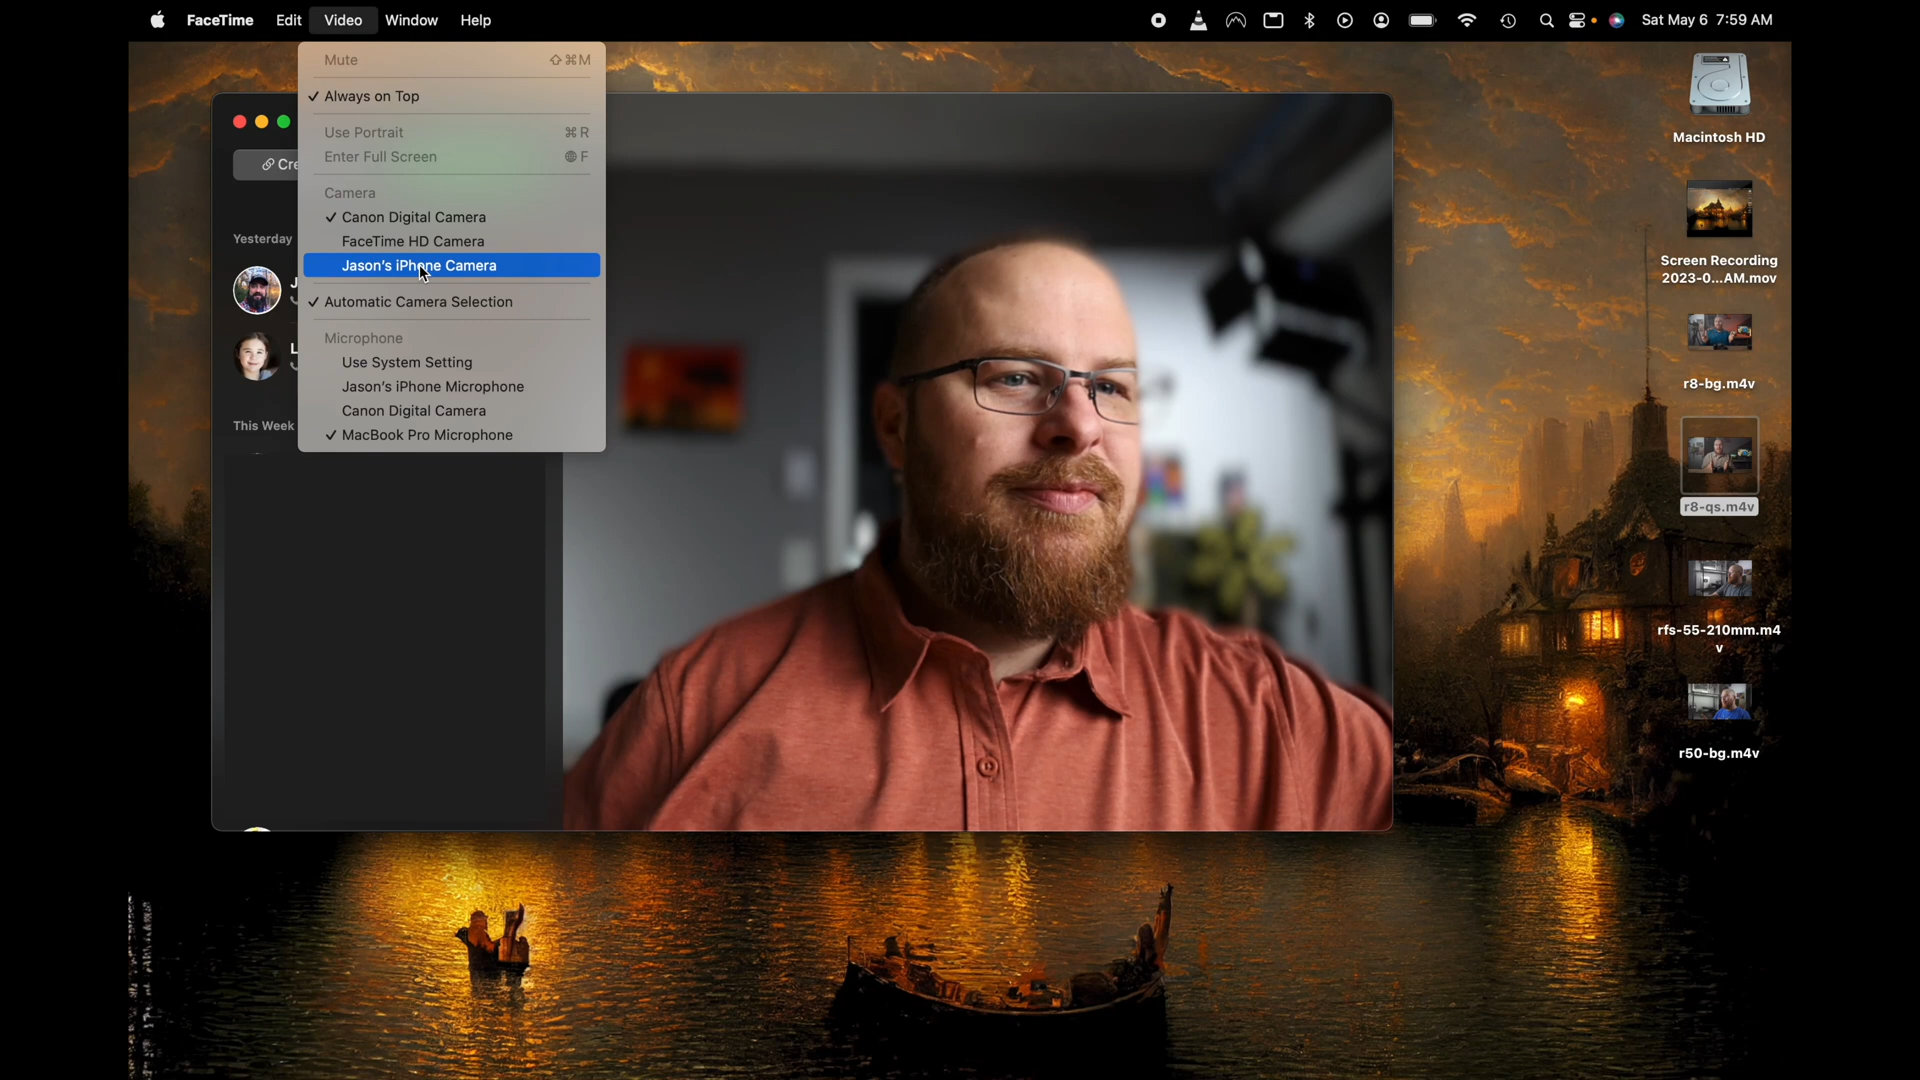 FaceTime Edit Video Window Help
Sat May 6 7:59 AM
Mute ⇧⌘M
✓ Always on Top
Use Portrait ⌘R
Enter Full Screen F
Camera
✓ Canon Digital Camera
FaceTime HD Camera
Jason's iPhone Camera
✓ Automatic Camera Selection
Microphone
Use System Setting
Jason's iPhone Microphone
Canon Digital Camera
✓ MacBook Pro Microphone
Cre
Yesterday
J
L
This Week
Macintosh HD
Screen Recording
2023-0...AM.mov
r8-bg.m4v
r8-qs.m4v
rfs-55-210mm.m4
v
r50-bg.m4v